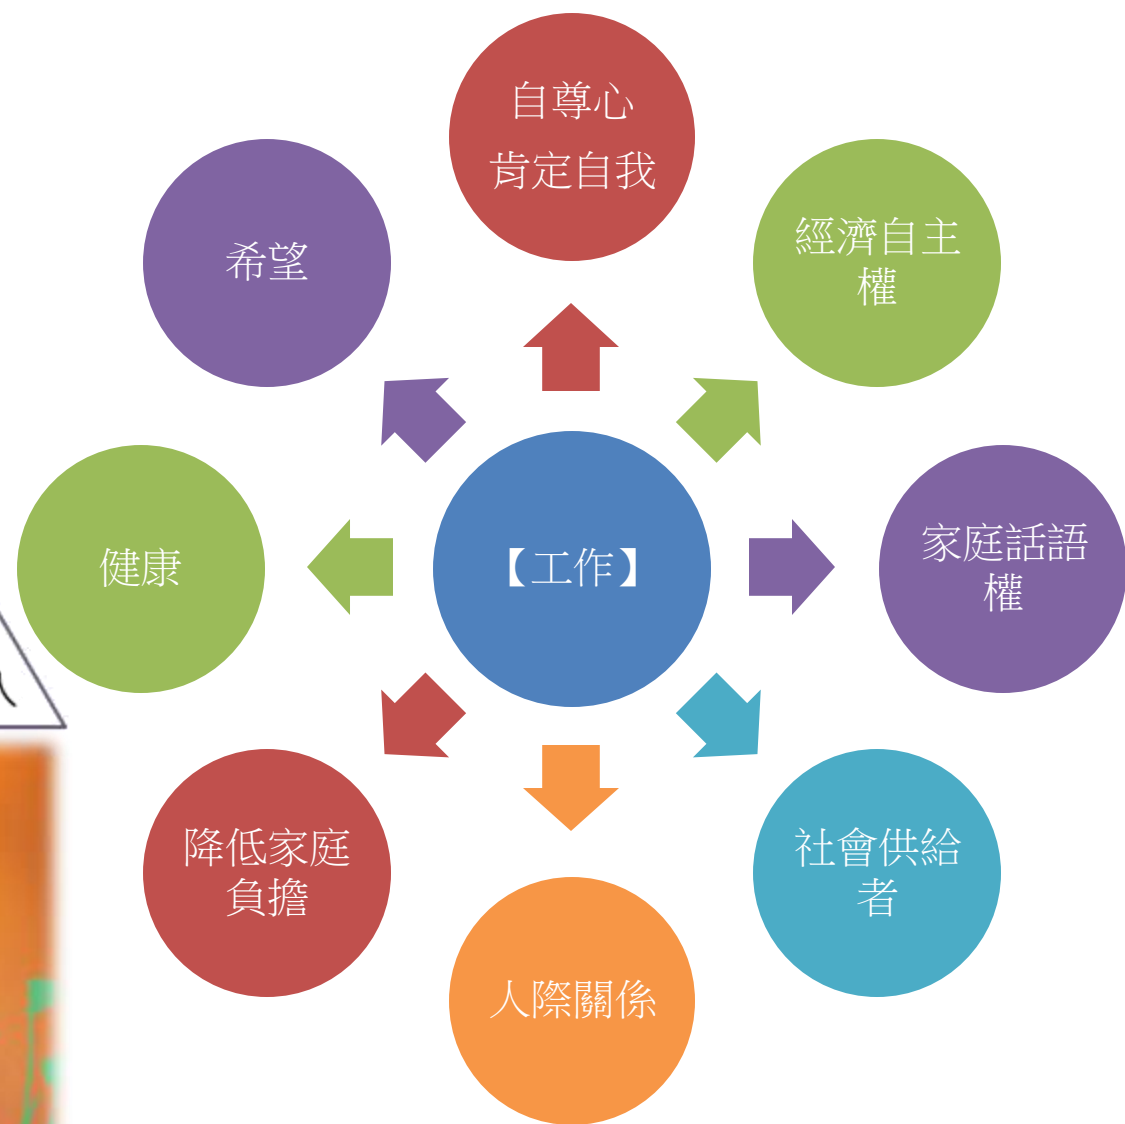 自尊心
肯定自我
經濟自主
權
家庭話語
權
社會供給
者
人際關係
降低家庭
負擔
健康
希望
【工作】